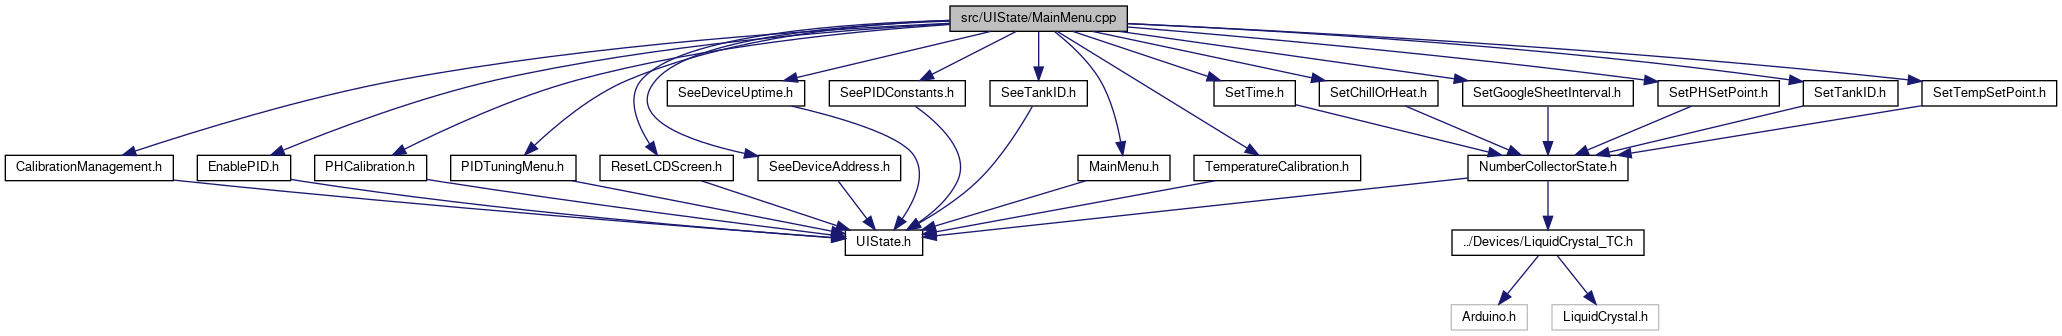 src/UIState/MainMenu.cpp
SeeDeviceUptime.h
SeePIDConstants.h
SeeTankID.h
SetTime.h
SetChillOrHeat.h
SetGoogleSheetInterval.h
SetPHSetPoint.h
SetTankID.h
SetTempSetPoint.h
CalibrationManagement.h
EnablePID.h
PHCalibration.h
PIDTuningMenu.h
ResetLCDScreen.h
SeeDeviceAddress.h
MainMenu.h
TemperatureCalibration.h
NumberCollectorState.h
UIState.h
../Devices/LiquidCrystal_TC.h
Arduino.h
LiquidCrystal.h